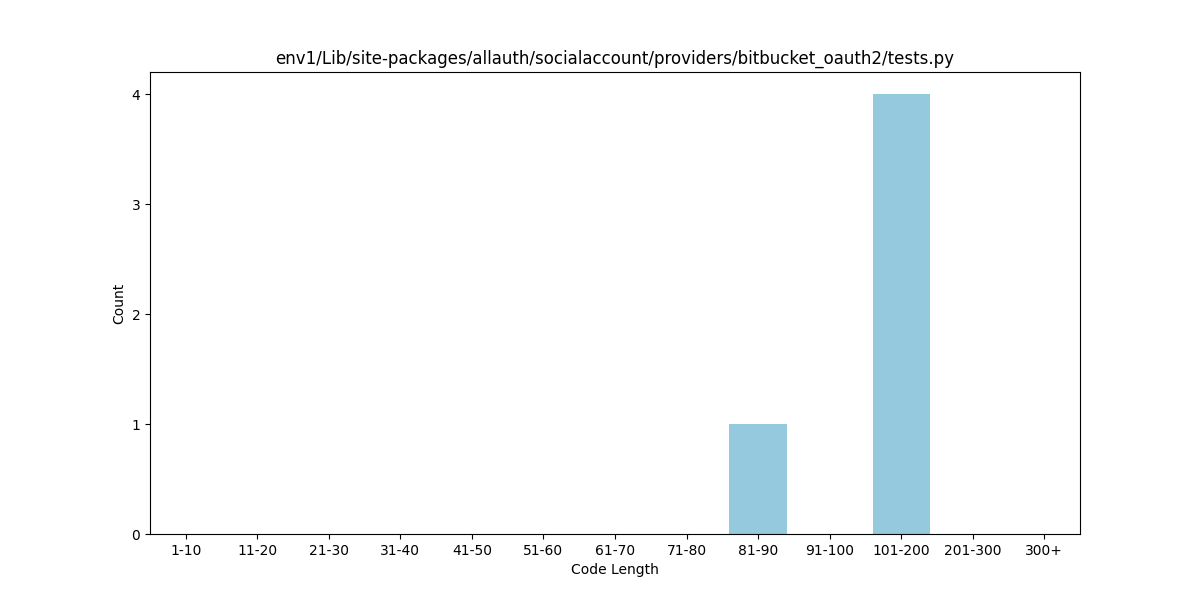 env1/Lib/site-packages/allauth/socialaccount/providers/bitbucket_oauth2/tests.py
4
3
2
1
0
Count
1-10 11-20 21-30 31-40 41-50 51-60 61-70 71-80 81-90 91-100 101-200 201-300 300+
Code Length